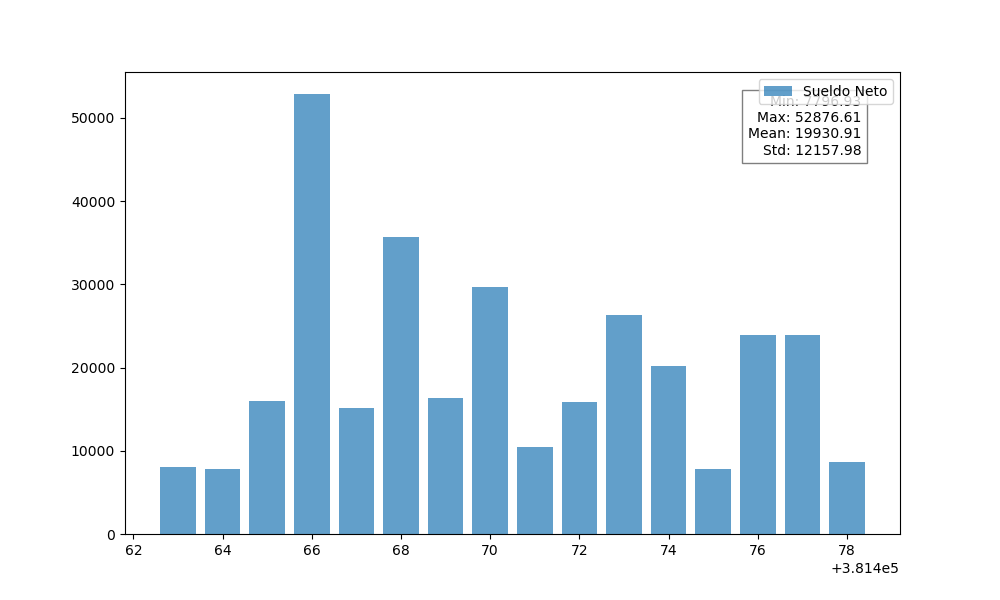 Sueldo Neto
Min: 7796.93
Max: 52876.61
Mean: 19930.91
Std: 12157.98
50000
40000
30000
20000
10000
0
62 64 66 68 70 72 74 76 78
+3.814e5